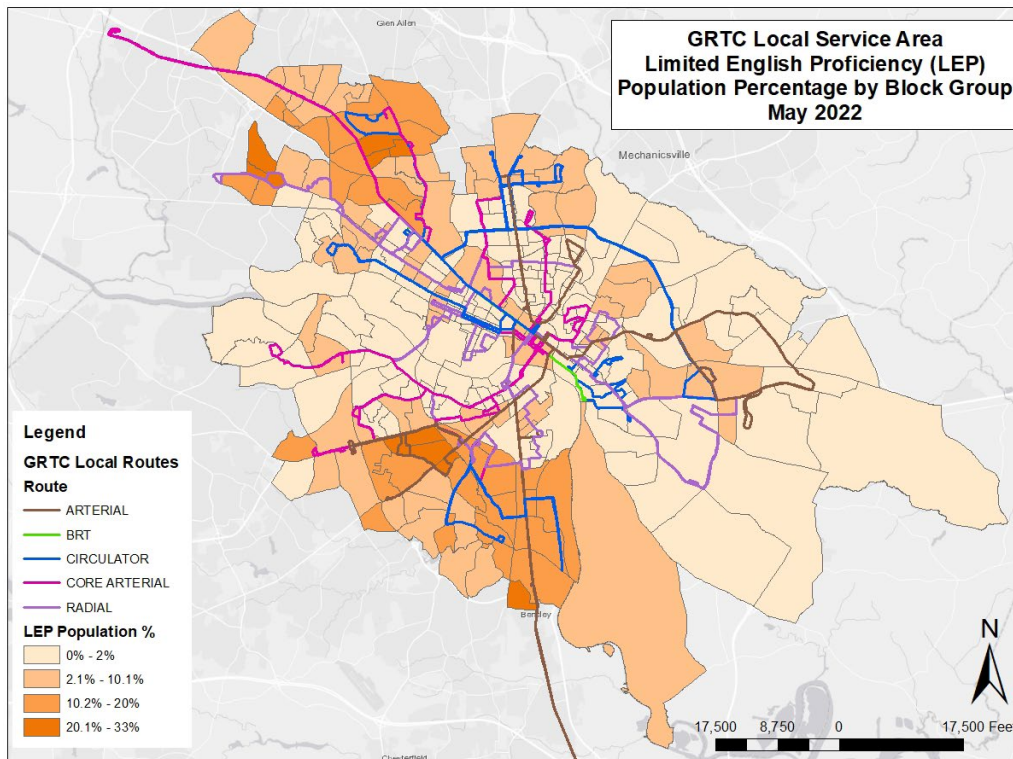 Glen Allen
GRTC Local Service Area
Limited English Proficiency (LEP)
Population Percentage by Block Group
May 2022
Mechanicsville
Legend
GRTC Local Routes
Route
ARTERIAL
BRT
CIRCULATOR
CORE ARTERIAL
RADIAL
LEP Population %
0% - 2%
2.1% - 10.1%
10.2% - 20%
20.1% - 33%
Bensley
N
17,500 8,750 0 17,500 Feet
Chesterfield